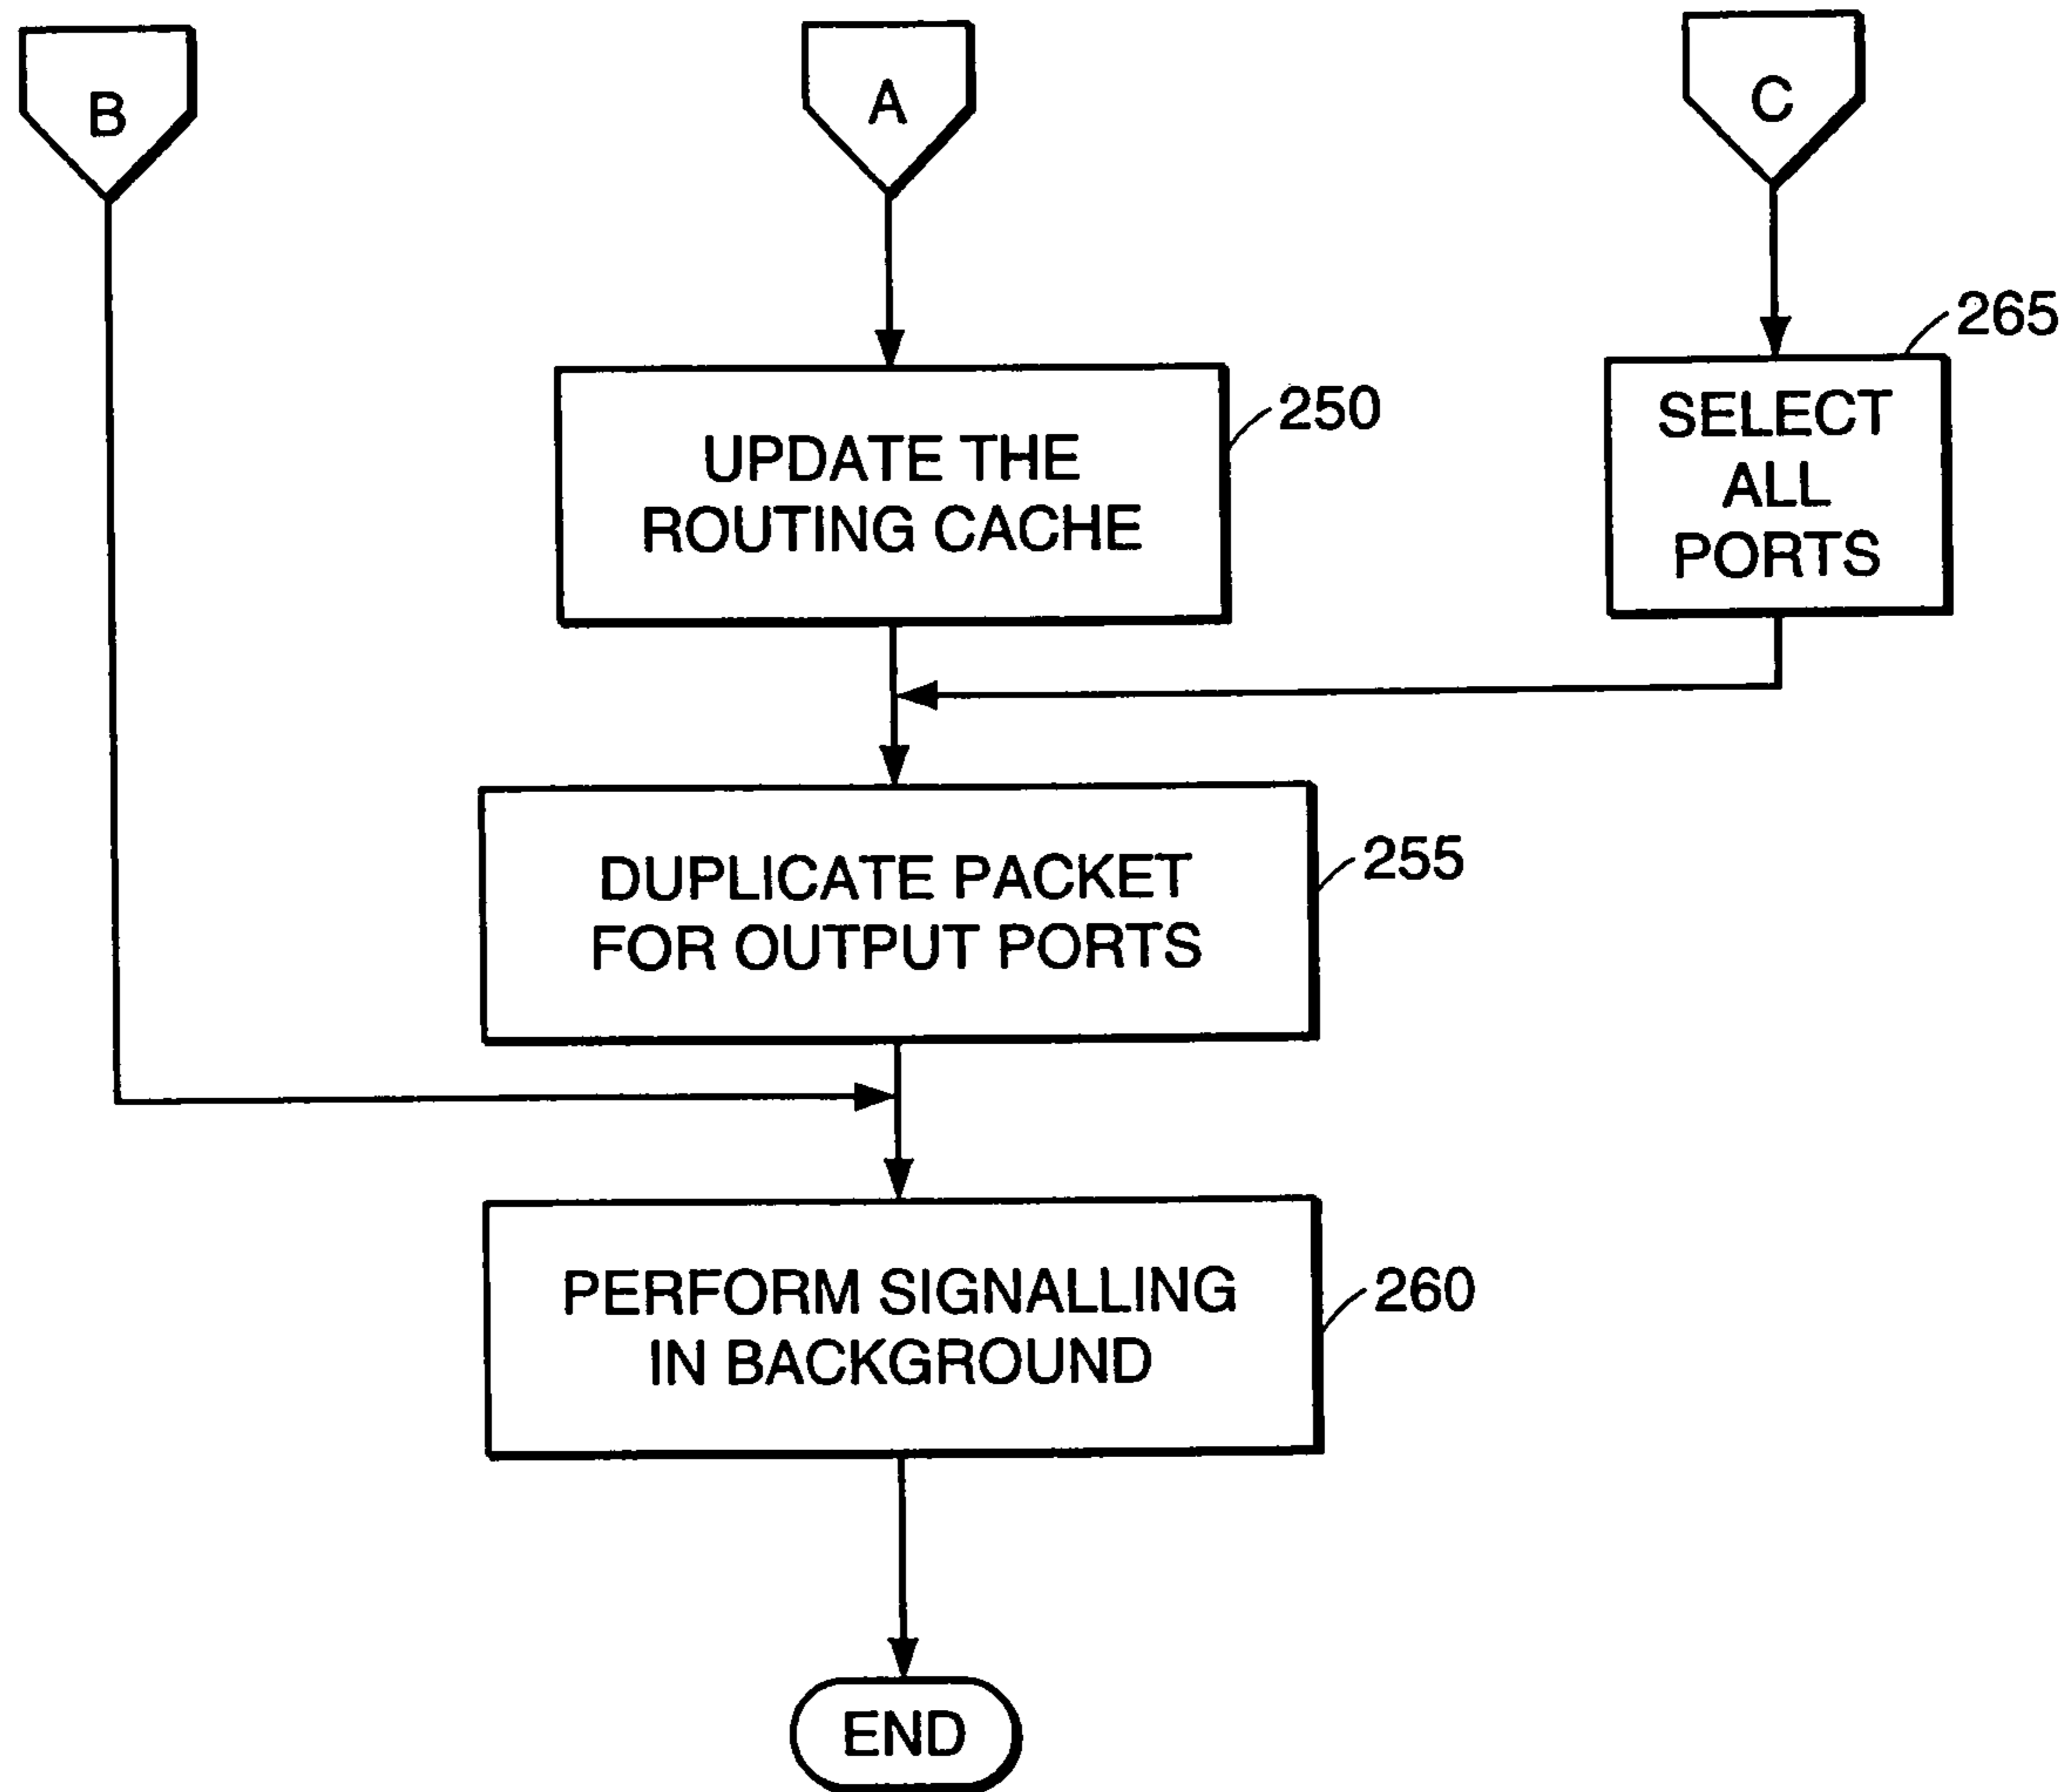 B
A
C
265
250
SELECT
ALL
PORTS
UPDATE THE
ROUTING CACHE
255
DUPLICATE PACKET
FOR OUTPUT PORTS
260
PERFORM SIGNALLING
IN BACKGROUND
END